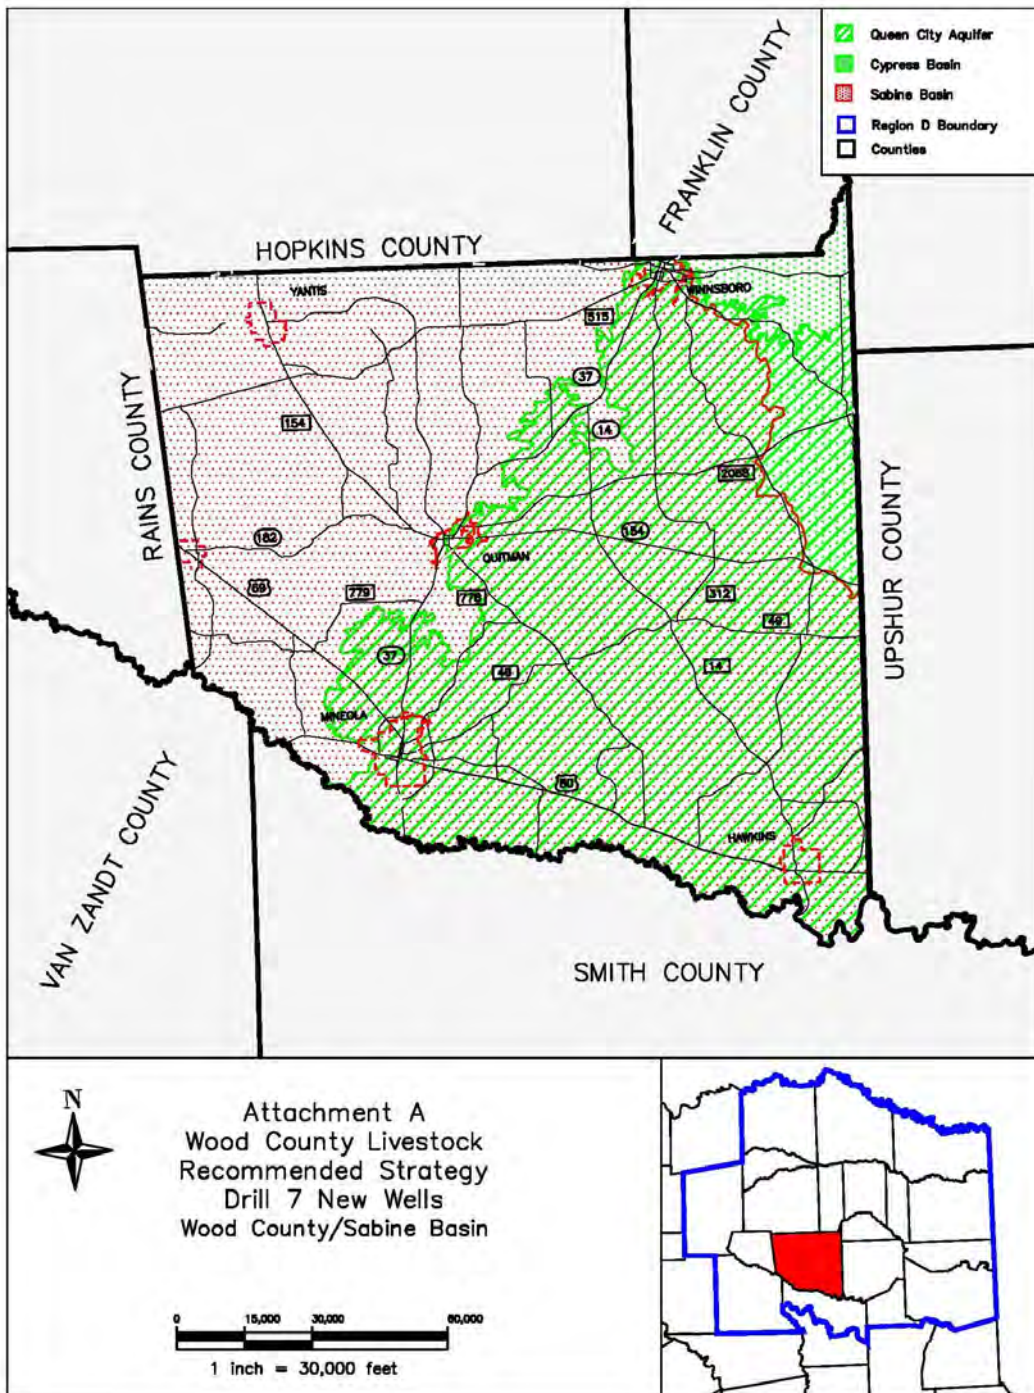 Queen City Aquifer
Cypress Basin
Sabine Basin
Region D Boundary
Counties
FRANKLIN COUNTY
HOPKINS COUNTY
YANTIS
WINNSBORO
515
37
RAINS COUNTY
154
14
2088
UPSHUR COUNTY
182
154
QUITMAN
69
779
778
312
49
37
49
14
MINEOLA
80
VAN ZANDT COUNTY
HAWKINS
SMITH COUNTY
N
Attachment A
Wood County Livestock
Recommended Strategy
Drill 7 New Wells
Wood County/Sabine Basin
0 15,000 30,000 60,000
1 inch = 30,000 feet